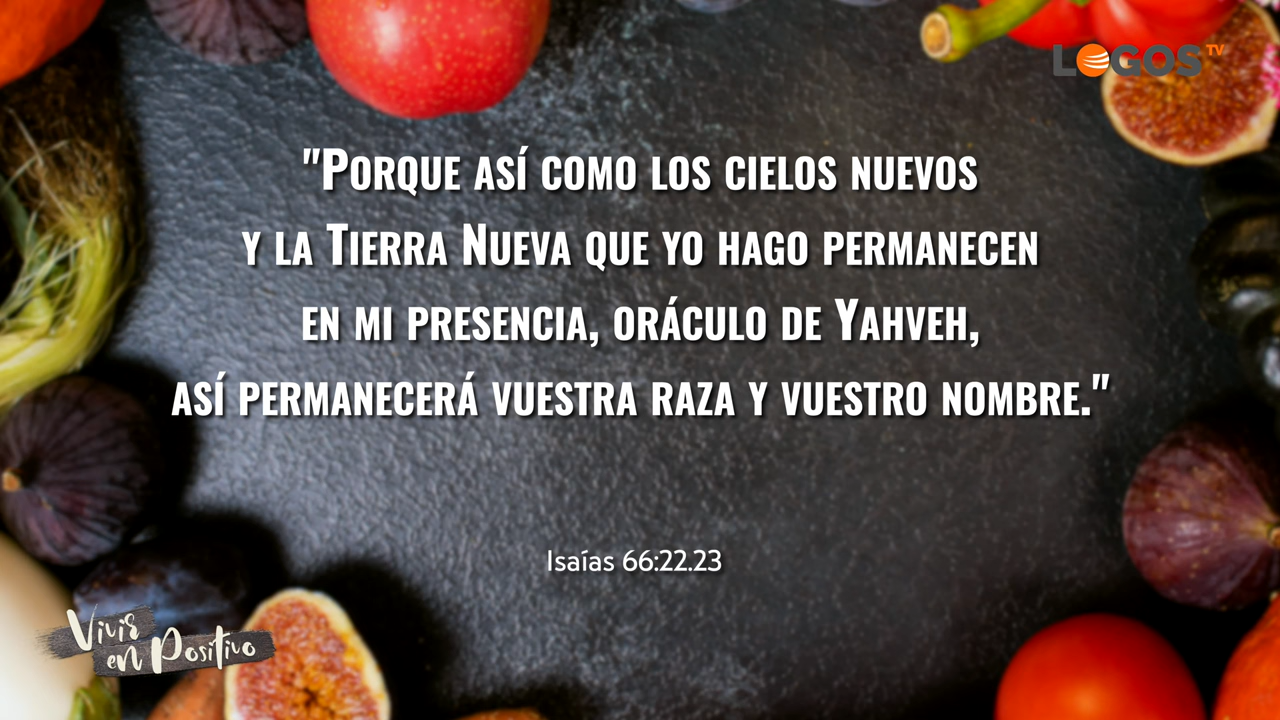 LOGOS TV
"Porque así como los cielos nuevos
y la Tierra Nueva que yo hago permanecen
en mi presencia, oráculo de Yahveh,
así permanecerá vuestra raza y vuestro nombre."
Isaías 66:22.23
Vivir
en Positivo